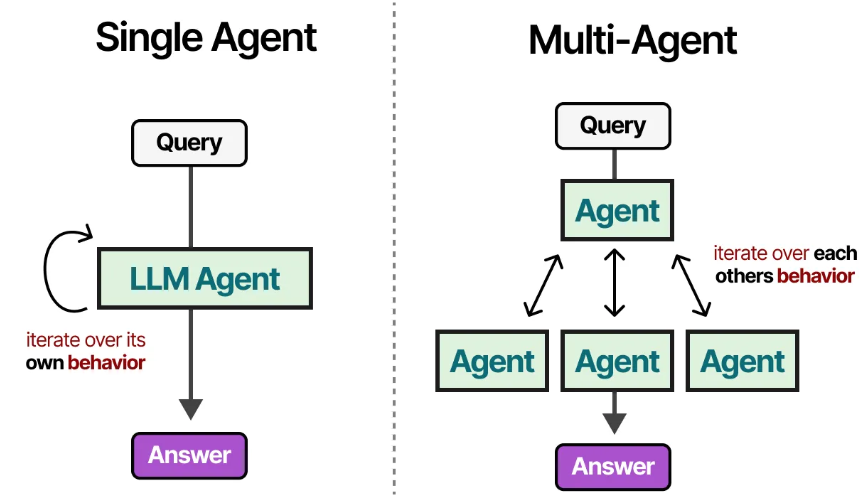 Single Agent
Query
LLM Agent
iterate over its
own behavior
Answer
Multi-Agent
Query
Agent
iterate over each
others behavior
Agent
Agent
Agent
Answer